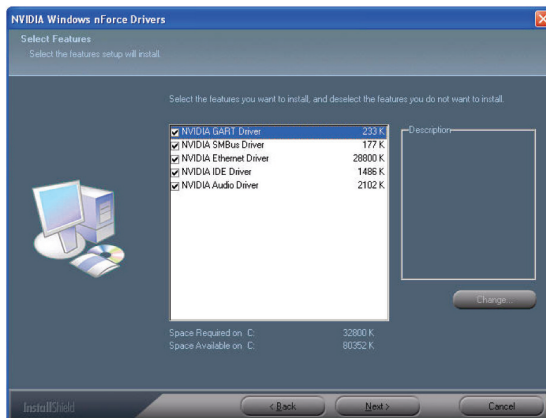 NVIDIA Windows nForce Drivers
Select Features
Select the features setup will install.
Select the features you want to install, and deselect the features you do not want to install.
NVIDIA GART Driver 233 K
NVIDIA SMBus Driver 177 K
NVIDIA Ethernet Driver 28800 K
NVIDIA IDE Driver 1486 K
NVIDIA Audio Driver 2102 K
Description
Change...
Space Required on C: 32800 K
Space Available on C: 80352 K
InstallShield
< Back
Next >
Cancel